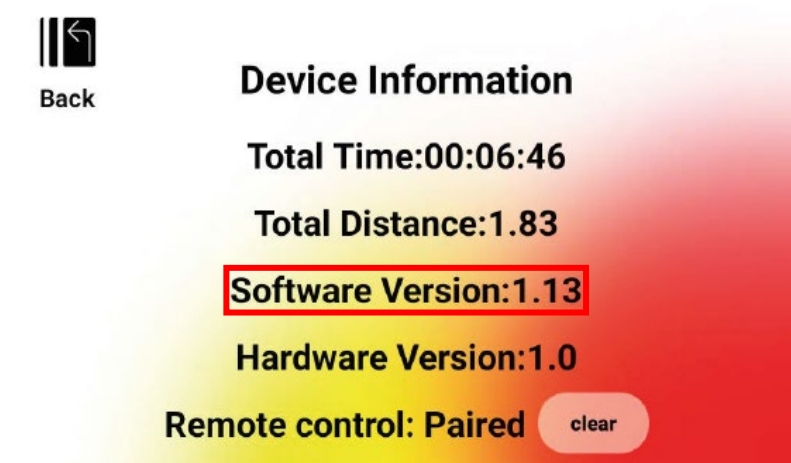 Back
Device Information
Total Time:00:06:46
Total Distance:1.83
Software Version:1.13
Hardware Version:1.0
Remote control: Paired clear